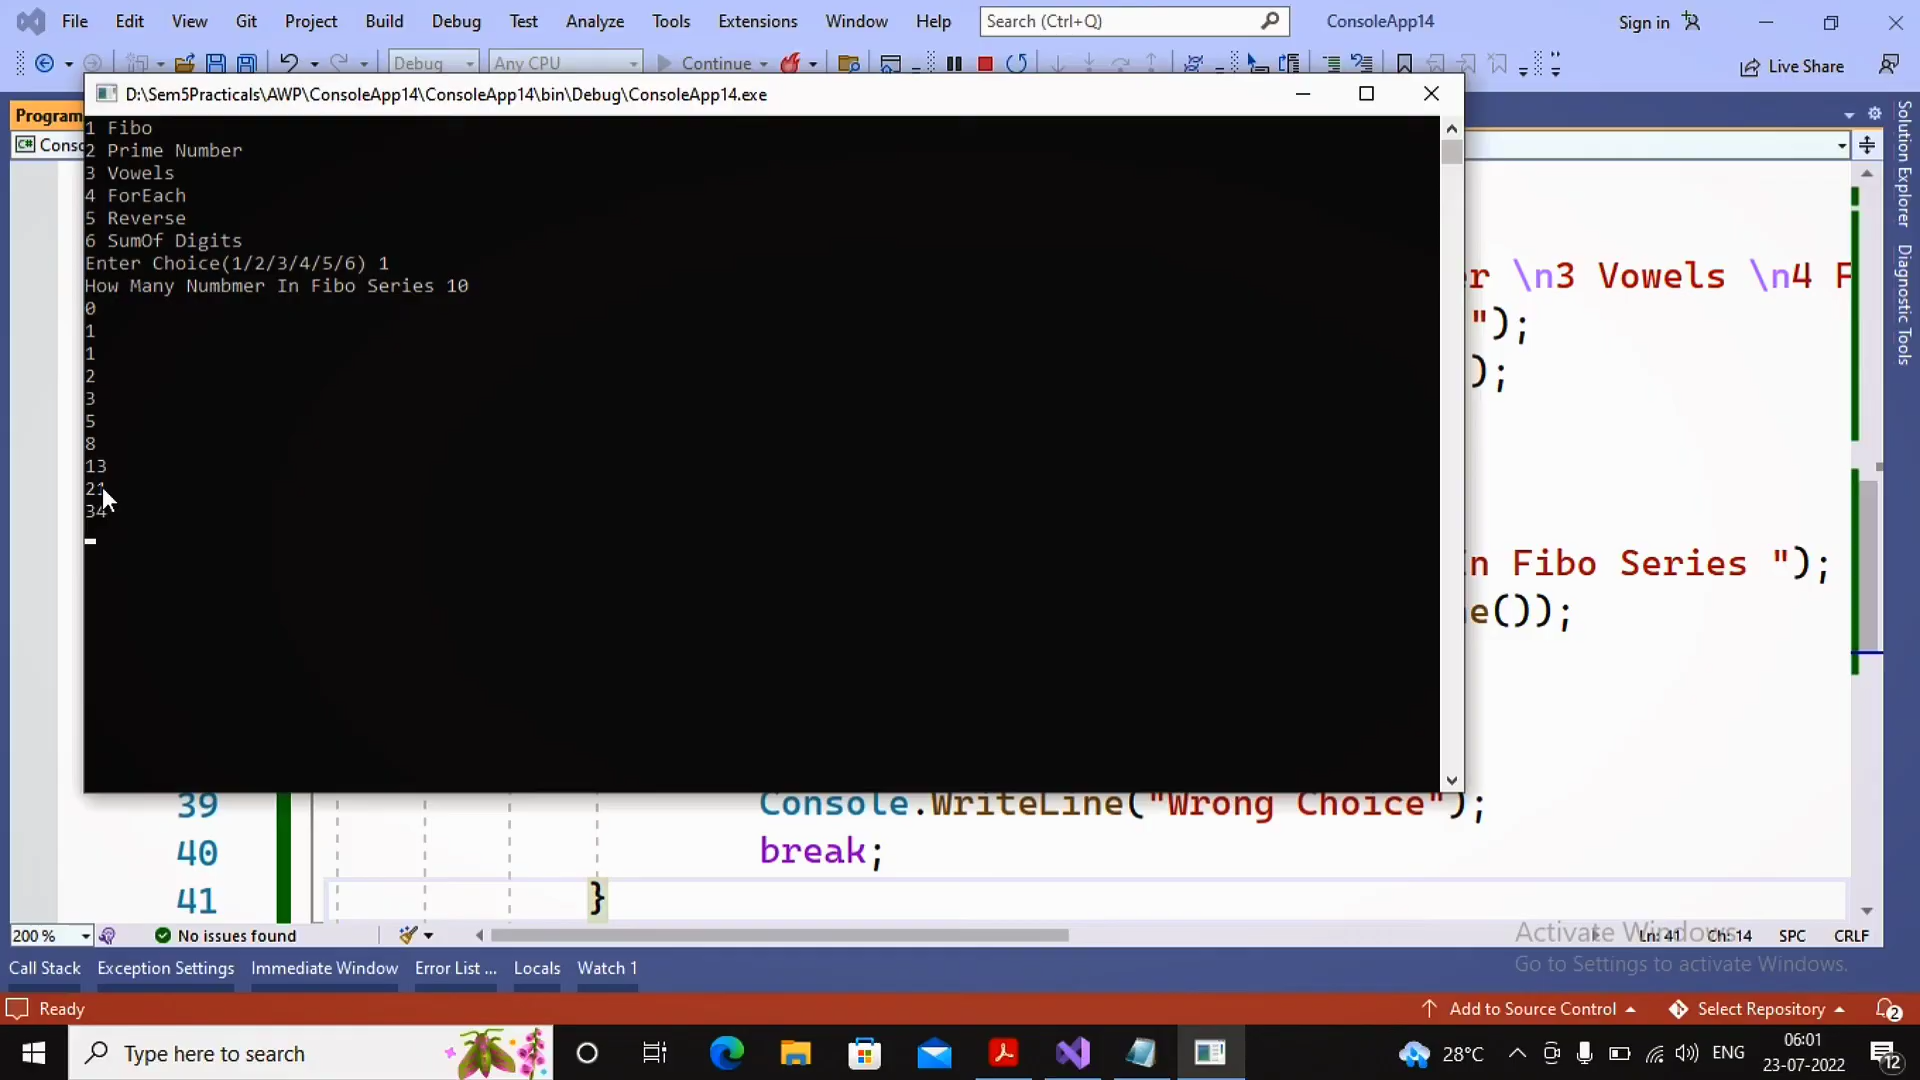 File Edit View Git Project Build Debug Test Analyze Tools Extensions Window Help Search (Ctrl+Q) ConsoleApp14 Sign in
Debug Any CPU Continue Live Share
D:\Sem5Practicals\AWP\ConsoleApp14\ConsoleApp14\bin\Debug\ConsoleApp14.exe
Program
C# Conso
1 Fibo
2 Prime Number
3 Vowels
4 ForEach
5 Reverse
6 SumOf Digits
Enter Choice(1/2/3/4/5/6) 1
How Many Numbmer In Fibo Series 10
0
1
1
2
3
5
8
13
21
34
er \n3 Vowels \n4 F
");
);
In Fibo Series ");
e());
Solution Explorer
Diagnostic Tools
39 Console.WriteLine("Wrong Choice");
40 break;
41 }
200 % No issues found Ln: 41 Ch: 14 SPC CRLF
Activate Windows
Go to Settings to activate Windows.
Call Stack Exception Settings Immediate Window Error List ... Locals Watch 1
Ready Add to Source Control Select Repository 2
Type here to search 28°C ENG 06:01
23-07-2022 12